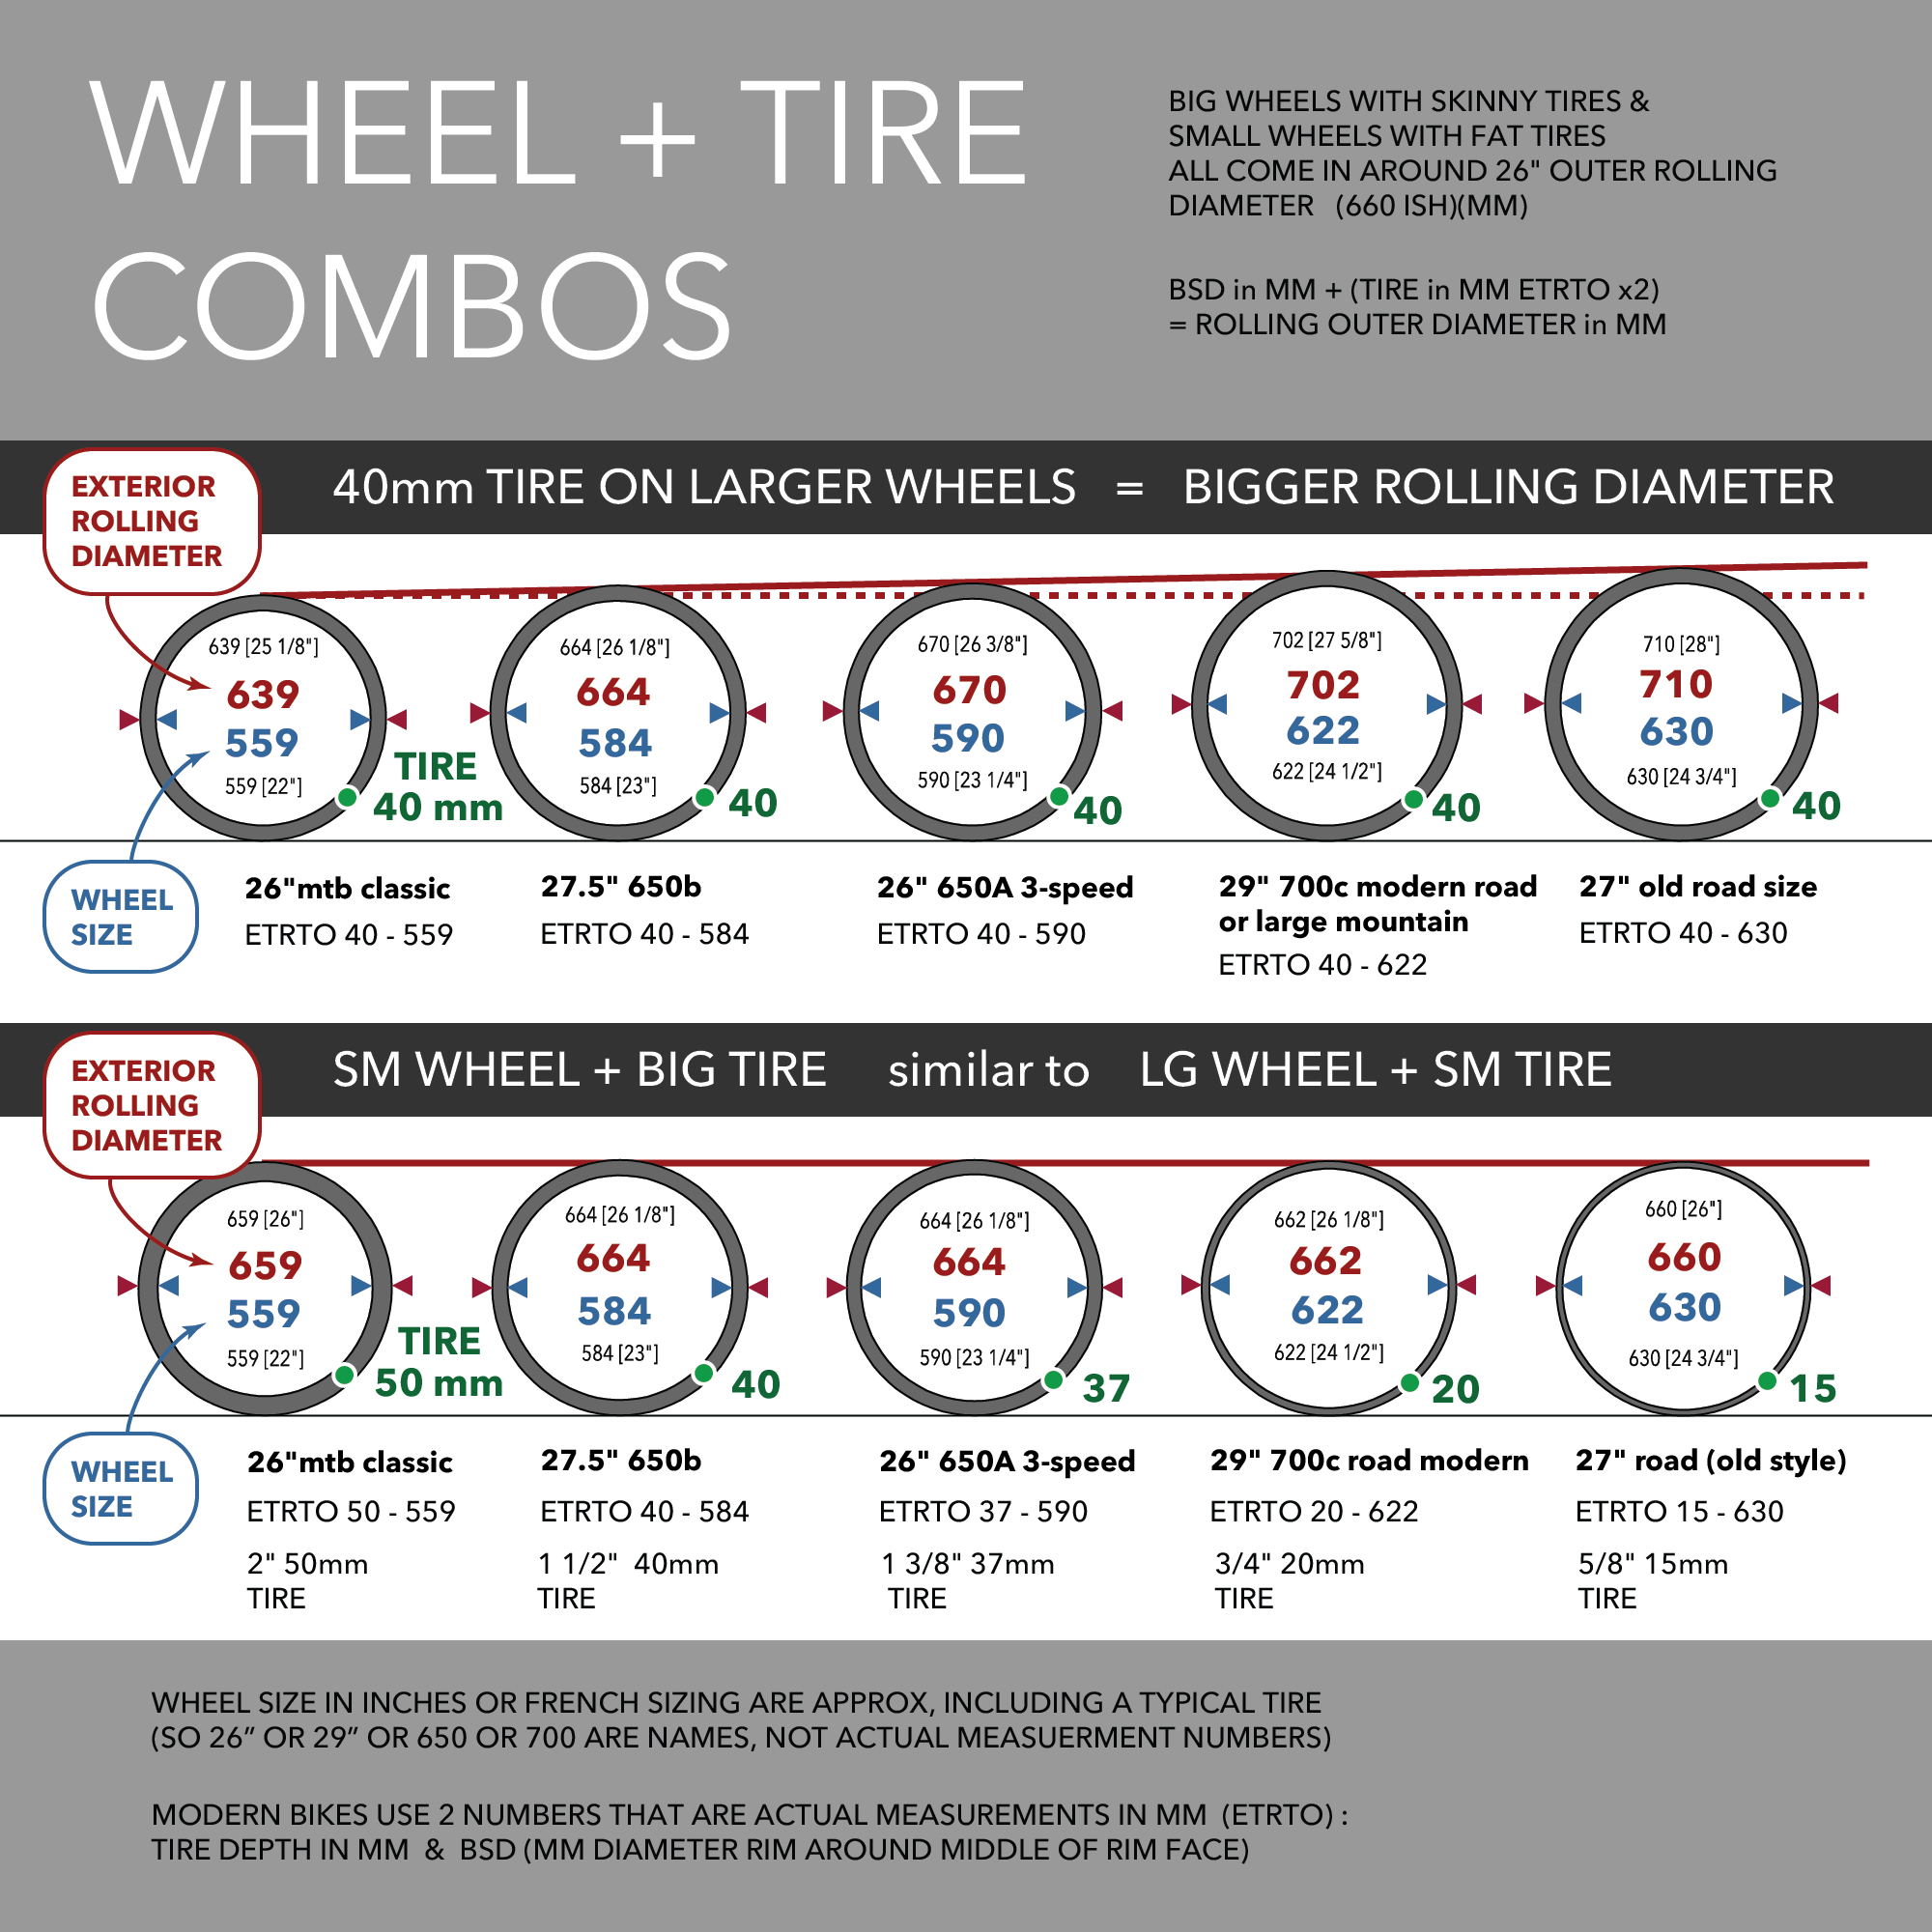 WHEEL + TIRE
COMBOS
BIG WHEELS WITH SKINNY TIRES &
SMALL WHEELS WITH FAT TIRES
ALL COME IN AROUND 26" OUTER ROLLING
DIAMETER (660 ISH)(MM)
BSD in MM + (TIRE in MM ETRTO x2)
= ROLLING OUTER DIAMETER in MM
EXTERIOR
ROLLING
DIAMETER
40mm TIRE ON LARGER WHEELS = BIGGER ROLLING DIAMETER
639 [25 1/8"]
639
559
559 [22"]
TIRE
40 mm
664 [26 1/8"]
664
584
584 [23"]
40
670 [26 3/8"]
670
590
590 [23 1/4"]
40
702 [27 5/8"]
702
622
622 [24 1/2"]
40
710 [28"]
710
630
630 [24 3/4"]
40
WHEEL
SIZE
26"mtb classic
ETRTO 40 - 559
27.5" 650b
ETRTO 40 - 584
26" 650A 3-speed
ETRTO 40 - 590
29" 700c modern road
or large mountain
ETRTO 40 - 622
27" old road size
ETRTO 40 - 630
EXTERIOR
ROLLING
DIAMETER
SM WHEEL + BIG TIRE similar to LG WHEEL + SM TIRE
659 [26"]
659
559
559 [22"]
TIRE
50 mm
664 [26 1/8"]
664
584
584 [23"]
40
664 [26 1/8"]
664
590
590 [23 1/4"]
37
662 [26 1/8"]
662
622
622 [24 1/2"]
20
660 [26"]
660
630
630 [24 3/4"]
15
WHEEL
SIZE
26"mtb classic
ETRTO 50 - 559
2" 50mm
TIRE
27.5" 650b
ETRTO 40 - 584
1 1/2" 40mm
TIRE
26" 650A 3-speed
ETRTO 37 - 590
1 3/8" 37mm
TIRE
29" 700c road modern
ETRTO 20 - 622
3/4" 20mm
TIRE
27" road (old style)
ETRTO 15 - 630
5/8" 15mm
TIRE
WHEEL SIZE IN INCHES OR FRENCH SIZING ARE APPROX, INCLUDING A TYPICAL TIRE
(SO 26” OR 29” OR 650 OR 700 ARE NAMES, NOT ACTUAL MEASUERMENT NUMBERS)
MODERN BIKES USE 2 NUMBERS THAT ARE ACTUAL MEASUREMENTS IN MM (ETRTO) :
TIRE DEPTH IN MM & BSD (MM DIAMETER RIM AROUND MIDDLE OF RIM FACE)